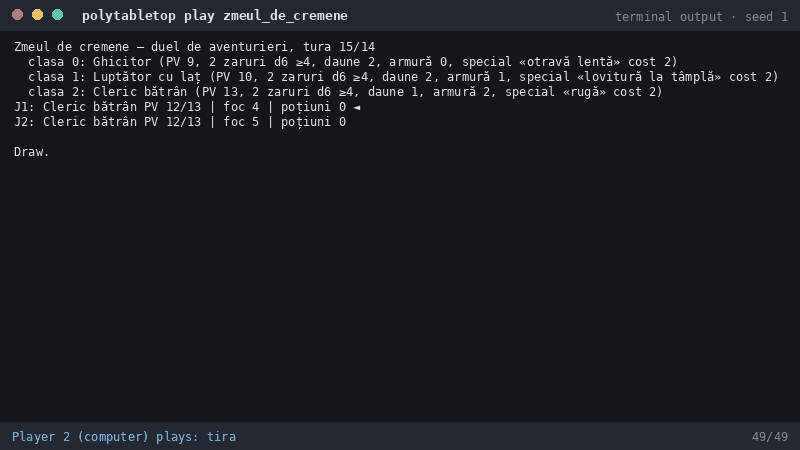 polytabletop play zmeul_de_cremene
terminal output · seed 1
Zmeul de cremene — duel de aventurieri, tura 15/14
clasa 0: Ghicitor (PV 9, 2 zaruri d6 ≥4, daune 2, armură 0, special «otravă lentă» cost 2)
clasa 1: Luptător cu laț (PV 10, 2 zaruri d6 ≥4, daune 2, armură 1, special «lovitură la tâmplă» cost 2)
clasa 2: Cleric bătrân (PV 13, 2 zaruri d6 ≥4, daune 1, armură 2, special «rugă» cost 2)
J1: Cleric bătrân PV 12/13 | foc 4 | poțiuni 0 ◄
J2: Cleric bătrân PV 12/13 | foc 5 | poțiuni 0
Draw.
Player 2 (computer) plays: tira
49/49